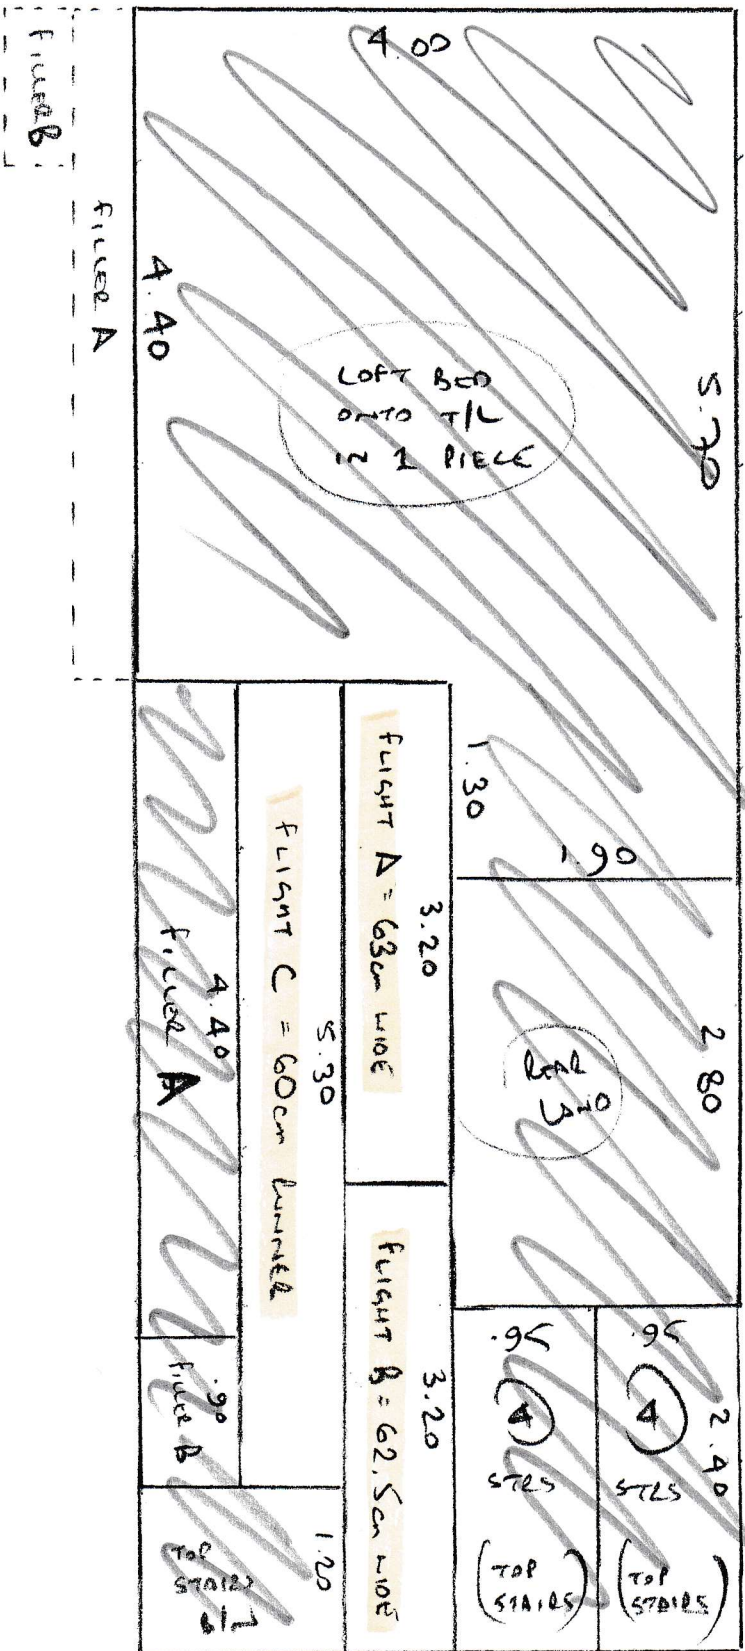 FILLER B
FILLER A
4.00
4.40
5.70
LOFT BED
ONTO T/L
IN 1 PIECE
1.30
1.90
2.80
REAR
LAND
FLIGHT A = 63cm WIDE
3.20
FLIGHT C = 60cm RUNNER
5.30
4.40
FILLER A
.90
FILLER B
FLIGHT B = 62.5cm WIDE
3.20
.95
4
STRS
(TOP
STAIRS)
.95
4
STRS
(TOP
STAIRS)
2.40
1.20
TOP
STAIRS